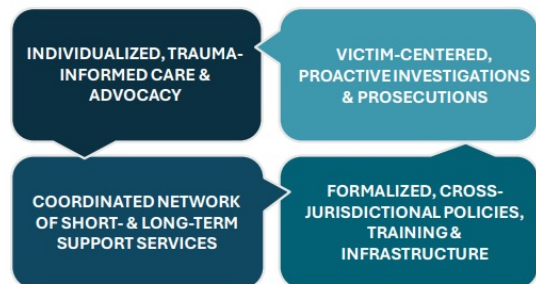 INDIVIDUALIZED, TRAUMA-
INFORMED CARE &
ADVOCACY
VICTIM-CENTERED,
PROACTIVE INVESTIGATIONS
& PROSECUTIONS
COORDINATED NETWORK
OF SHORT- & LONG-TERM
SUPPORT SERVICES
FORMALIZED, CROSS-
JURISDICTIONAL POLICIES,
TRAINING &
INFRASTRUCTURE